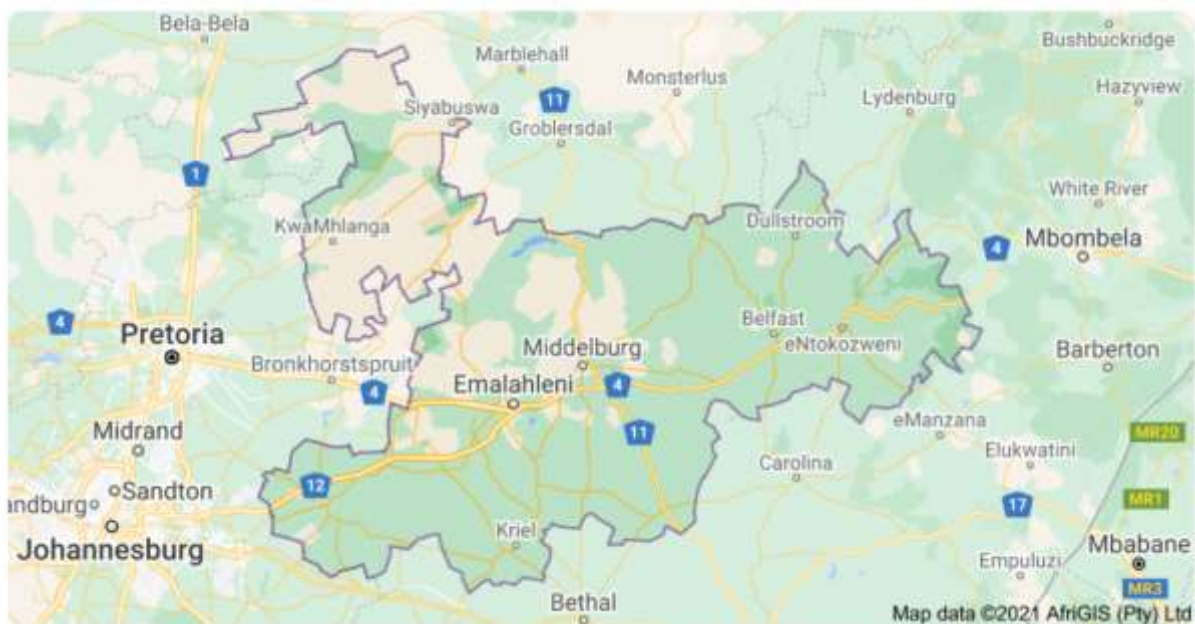 Bela-Bela
Bushbuckridge
Marblehall
Monsterlus
Hazyview
Lydenburg
Siyabuswa
11
Groblersdal
1
White River
KwaMhlanga
Dullstroom
Mbombela
4
4
Pretoria
Belfast
eNtokozweni
Middelburg
Barberton
Bronkhorstspruit
4
Emalahleni
4
Midrand
11
eManzana
MR20
Elukwatini
Carolina
12
Sandton
andburg
MR1
17
Johannesburg
Kriel
Empuluzi
Mbabane
MR3
Bethal
Map data ©2021 AfriGIS (Pty) Ltd